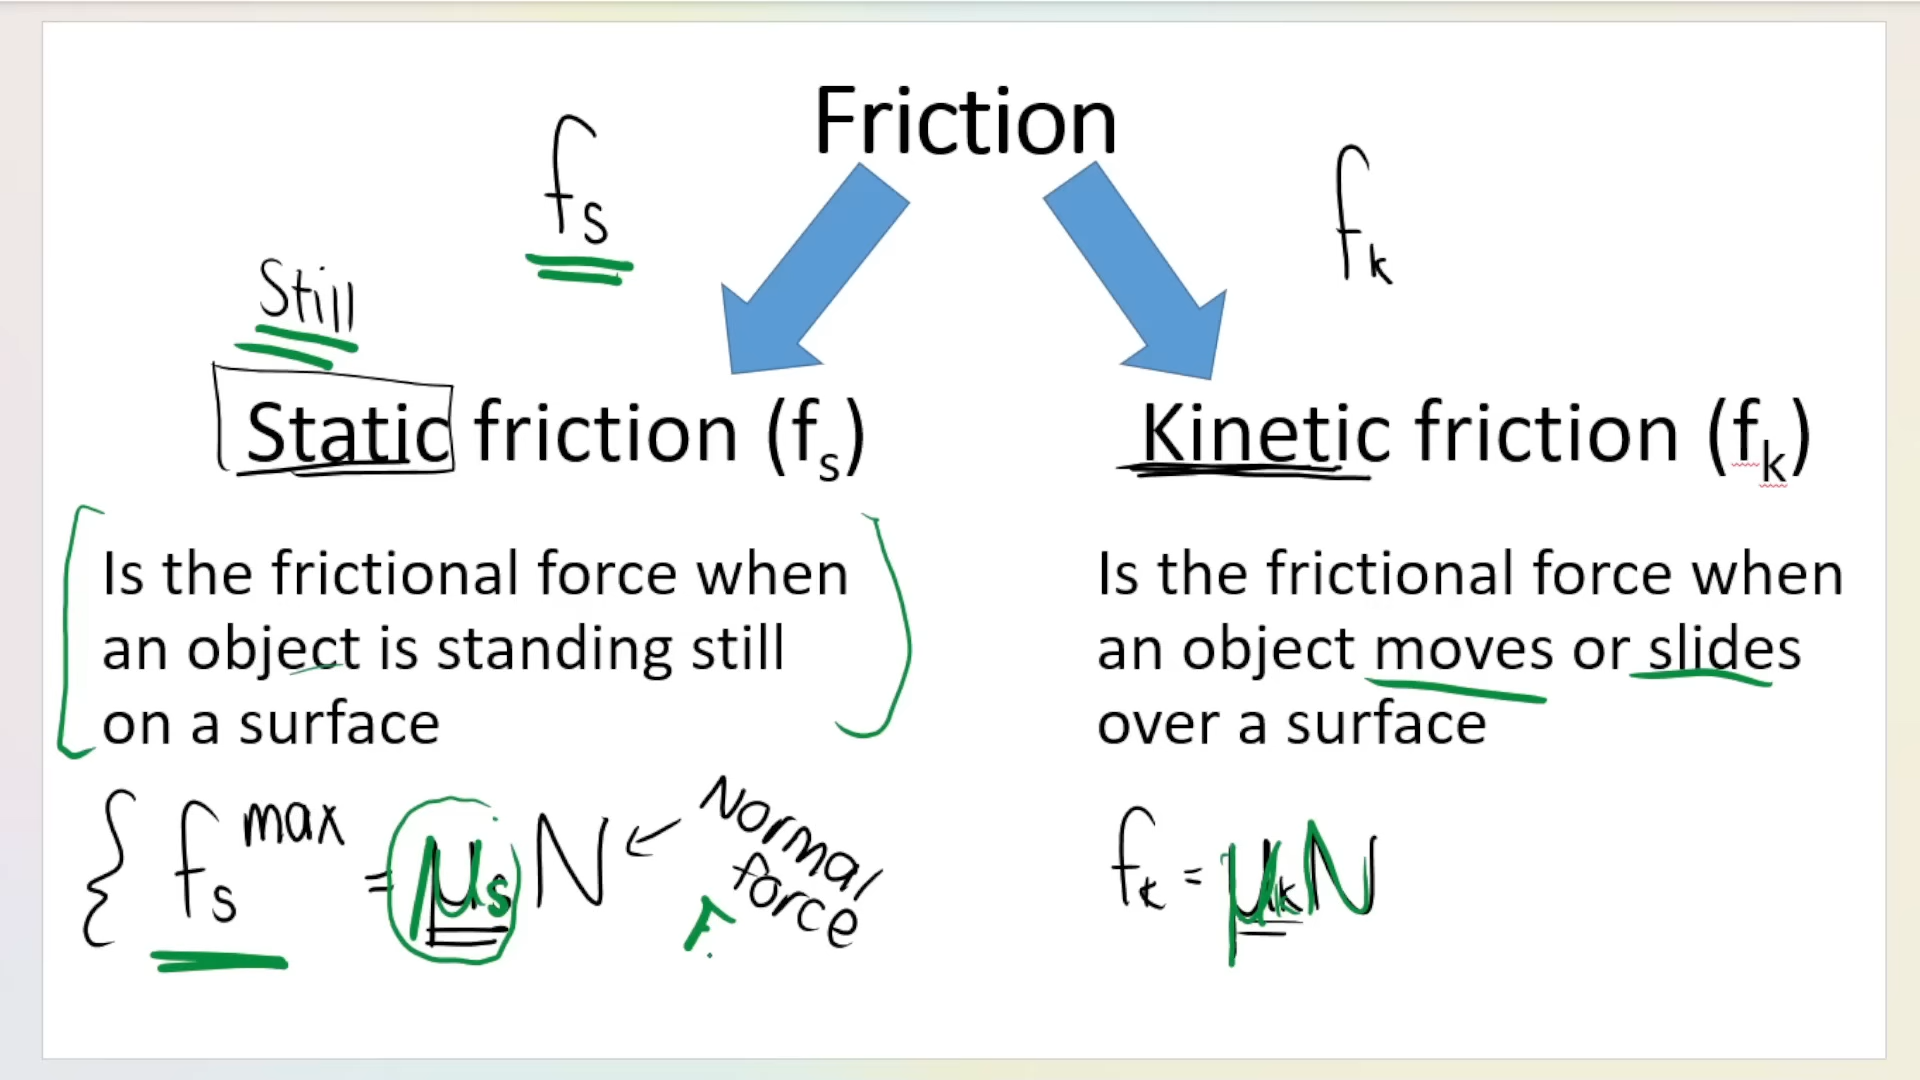 Friction
fs
fk
Still
Static friction (fs)
Kinetic friction (fk)
Is the frictional force when
an object is standing still
on a surface
Is the frictional force when
an object moves or slides
over a surface
{ fs max = μs N ← Normal
force
fk = μk N